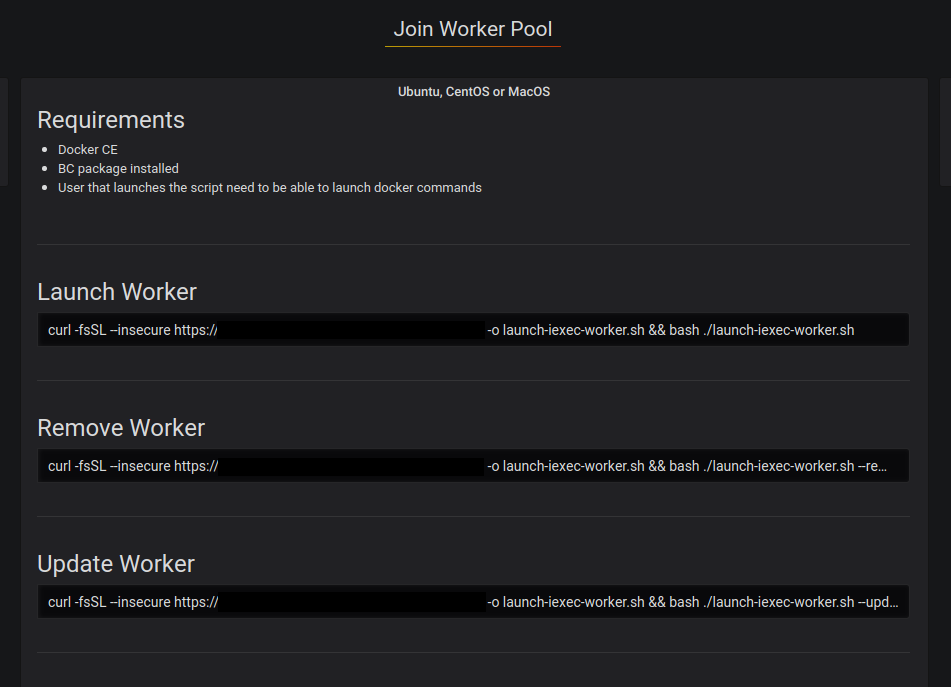 Join Worker Pool
Ubuntu, CentOS or MacOS
Requirements
Docker CE
BC package installed
User that launches the script need to be able to launch docker commands
Launch Worker
curl -fsSL --insecure https:// -o launch-iexec-worker.sh && bash ./launch-iexec-worker.sh
Remove Worker
curl -fsSL --insecure https:// -o launch-iexec-worker.sh && bash ./launch-iexec-worker.sh --re...
Update Worker
curl -fsSL --insecure https:// -o launch-iexec-worker.sh && bash ./launch-iexec-worker.sh --upd...